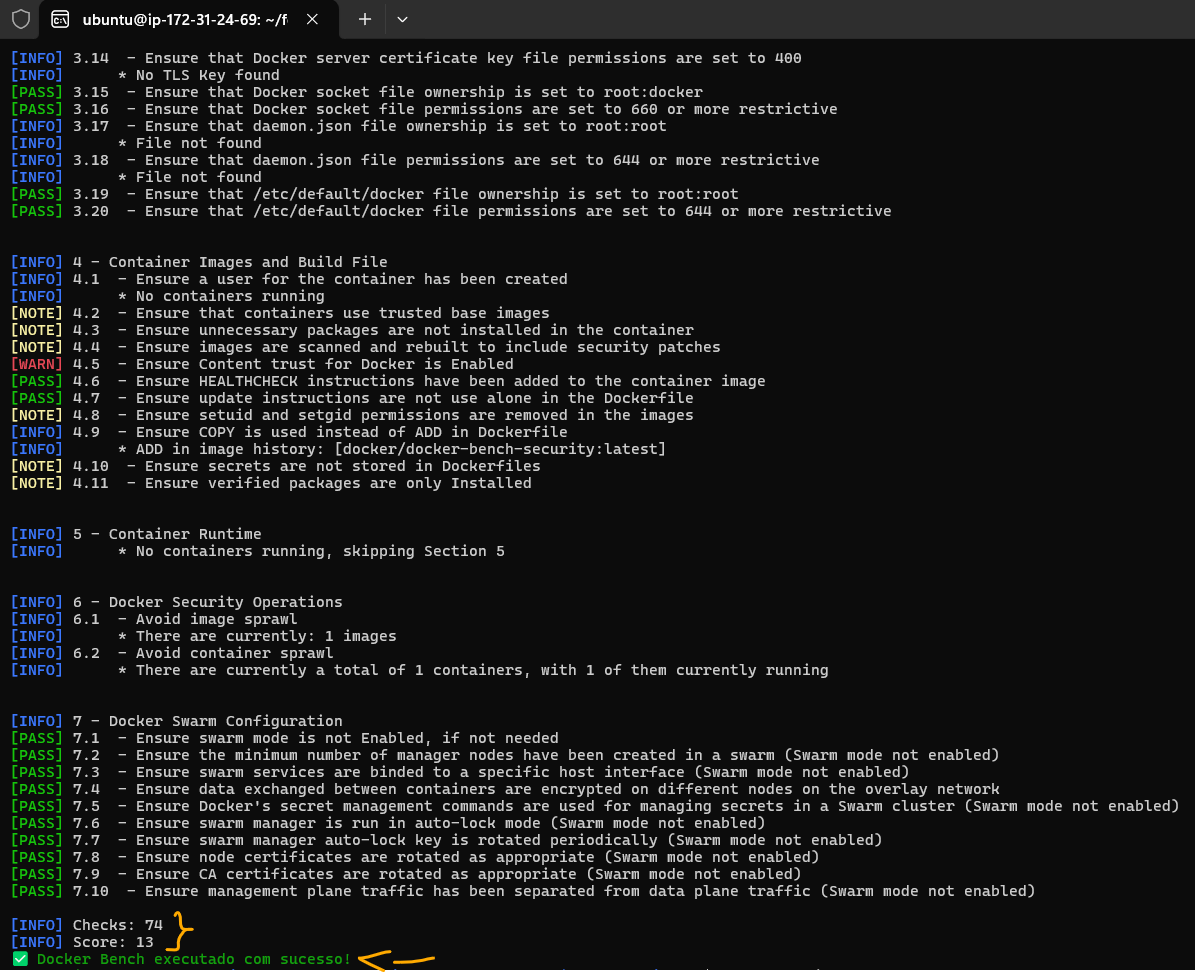 ubuntu@ip-172-31-24-69: ~/f
[INFO] 3.14  - Ensure that Docker server certificate key file permissions are set to 400
[INFO]      * No TLS Key found
[PASS] 3.15  - Ensure that Docker socket file ownership is set to root:docker
[PASS] 3.16  - Ensure that Docker socket file permissions are set to 660 or more restrictive
[INFO] 3.17  - Ensure that daemon.json file ownership is set to root:root
[INFO]      * File not found
[INFO] 3.18  - Ensure that daemon.json file permissions are set to 644 or more restrictive
[INFO]      * File not found
[PASS] 3.19  - Ensure that /etc/default/docker file ownership is set to root:root
[PASS] 3.20  - Ensure that /etc/default/docker file permissions are set to 644 or more restrictive
[INFO] 4 - Container Images and Build File
[INFO] 4.1  - Ensure a user for the container has been created
[INFO]      * No containers running
[NOTE] 4.2  - Ensure that containers use trusted base images
[NOTE] 4.3  - Ensure unnecessary packages are not installed in the container
[NOTE] 4.4  - Ensure images are scanned and rebuilt to include security patches
[WARN] 4.5  - Ensure Content trust for Docker is Enabled
[PASS] 4.6  - Ensure HEALTHCHECK instructions have been added to the container image
[PASS] 4.7  - Ensure update instructions are not use alone in the Dockerfile
[NOTE] 4.8  - Ensure setuid and setgid permissions are removed in the images
[INFO] 4.9  - Ensure COPY is used instead of ADD in Dockerfile
[INFO]      * ADD in image history: [docker/docker-bench-security:latest]
[NOTE] 4.10  - Ensure secrets are not stored in Dockerfiles
[NOTE] 4.11  - Ensure verified packages are only Installed
[INFO] 5 - Container Runtime
[INFO]      * No containers running, skipping Section 5
[INFO] 6 - Docker Security Operations
[INFO] 6.1  - Avoid image sprawl
[INFO]      * There are currently: 1 images
[INFO] 6.2  - Avoid container sprawl
[INFO]      * There are currently a total of 1 containers, with 1 of them currently running
[INFO] 7 - Docker Swarm Configuration
[PASS] 7.1  - Ensure swarm mode is not Enabled, if not needed
[PASS] 7.2  - Ensure the minimum number of manager nodes have been created in a swarm (Swarm mode not enabled)
[PASS] 7.3  - Ensure swarm services are binded to a specific host interface (Swarm mode not enabled)
[PASS] 7.4  - Ensure data exchanged between containers are encrypted on different nodes on the overlay network
[PASS] 7.5  - Ensure Docker's secret management commands are used for managing secrets in a Swarm cluster (Swarm mode not enabled)
[PASS] 7.6  - Ensure swarm manager is run in auto-lock mode (Swarm mode not enabled)
[PASS] 7.7  - Ensure swarm manager auto-lock key is rotated periodically (Swarm mode not enabled)
[PASS] 7.8  - Ensure node certificates are rotated as appropriate (Swarm mode not enabled)
[PASS] 7.9  - Ensure CA certificates are rotated as appropriate (Swarm mode not enabled)
[PASS] 7.10  - Ensure management plane traffic has been separated from data plane traffic (Swarm mode not enabled)
[INFO] Checks: 74
[INFO] Score: 13
✅ Docker Bench executado com sucesso!